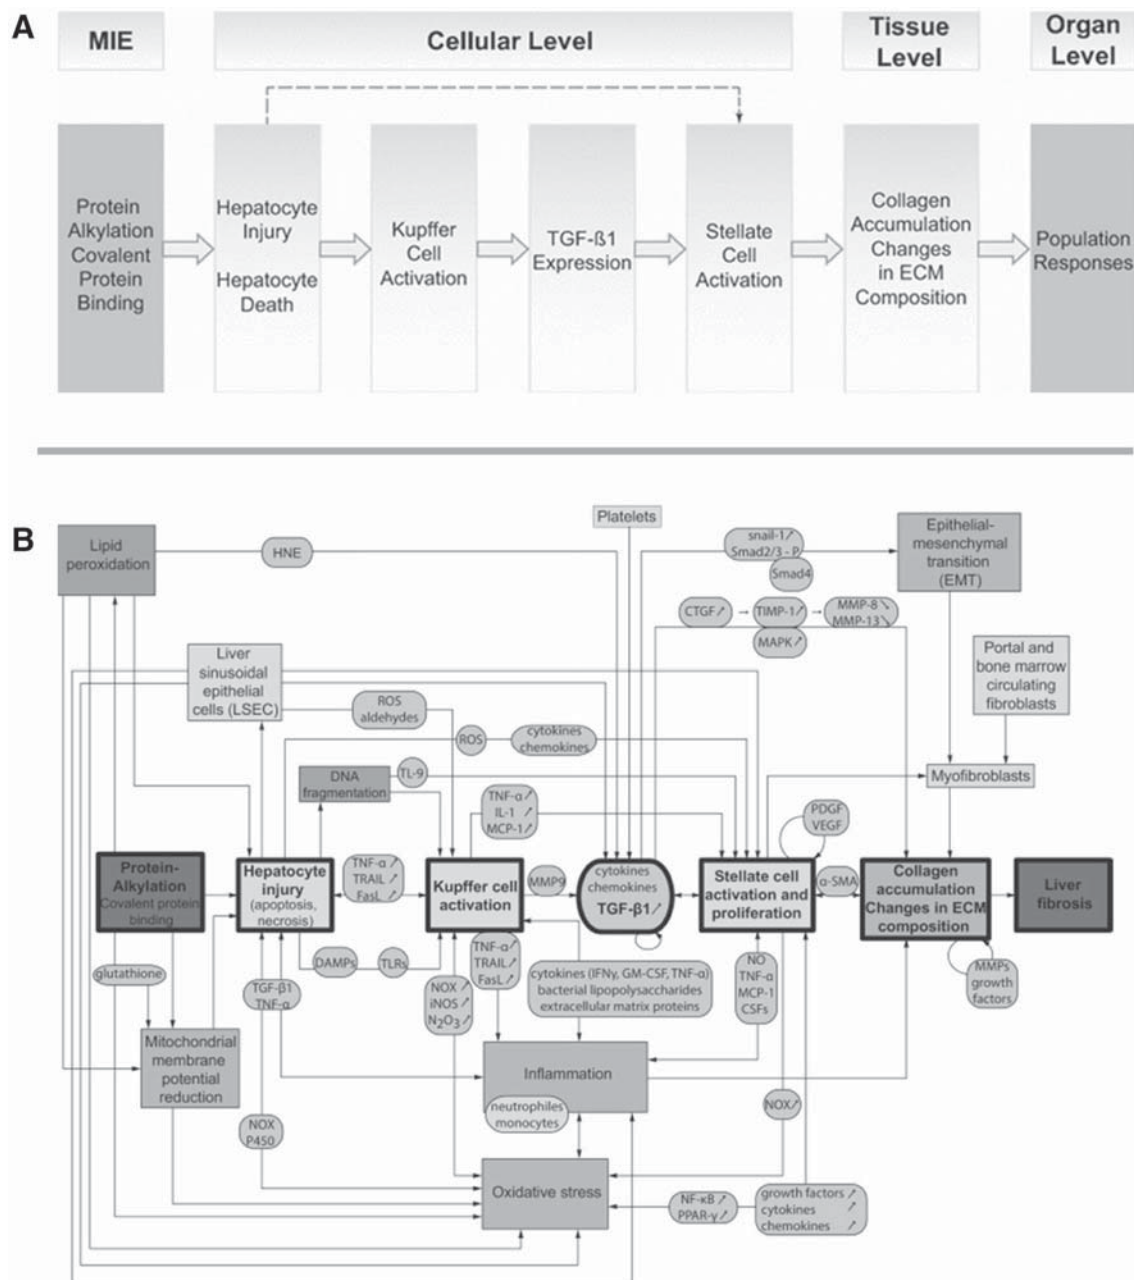 A
MIE
Cellular Level
Tissue
Level
Organ
Level
Protein
Alkylation
Covalent
Protein
Binding
Hepatocyte
Injury
Hepatocyte
Death
Kupffer
Cell
Activation
TGF-ß1
Expression
Stellate
Cell
Activation
Collagen
Accumulation
Changes
in ECM
Composition
Population
Responses
B
Lipid
peroxidation
HNE
Platelets
snail-1↗
Smad2/3 - P
Smad4
Epithelial-
mesenchymal
transition
(EMT)
CTGF↗ → TIMP-1↗ → MMP-8↘
MMP-13↘
MAPK↗
Liver
sinusoidal
epithelial
cells (LSEC)
Portal and
bone marrow
circulating
fibroblasts
ROS
aldehydes
ROS
cytokines
chemokines
DNA
fragmentation
TL-9
Myofibroblasts
TNF-α↗
IL-1 ↗
MCP-1↗
PDGF
VEGF
Protein-
Alkylation
Covalent protein
binding
Hepatocyte
injury
(apoptosis,
necrosis)
TNF-α↗
TRAIL↗
FasL↗
Kupffer cell
activation
MMP9
cytokines
chemokines
TGF-β1↗
Stellate cell
activation and
proliferation
α-SMA
Collagen
accumulation
Changes in ECM
composition
Liver
fibrosis
glutathione
DAMPs
TLRs
TNF-α↗
TRAIL↗
FasL↗
TGF-β1
TNF-α
NOX ↗
iNOS ↗
N2O3 ↗
cytokines (IFNγ, GM-CSF, TNF-α)
bacterial lipopolysaccharides
extracellular matrix proteins
NO
TNF-α
MCP-1
CSFs
MMPs
growth
factors
Mitochondrial
membrane
potential
reduction
Inflammation
neutrophiles
monocytes
NOX
P450
NOX↗
Oxidative stress
NF-κB ↗
PPAR-γ ↗
growth factors ↗
cytokines ↗
chemokines ↗